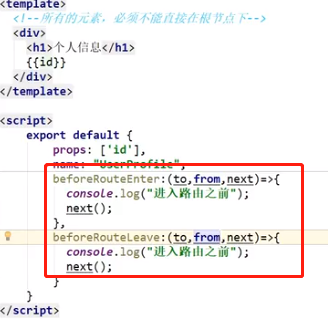 <template>
<!--所有的元素，必须不能直接在根节点下-->
<div>
<h1>个人信息</h1>
{{id}}
</div>
</template>
<script>
export default {
props: ['id'],
name: "UserProfile",
beforeRouteEnter:(to,from,next)=>{
console.log("进入路由之前");
next();
},
beforeRouteLeave:(to,from,next)=>{
console.log("进入路由之前");
next();
}
}
</script>